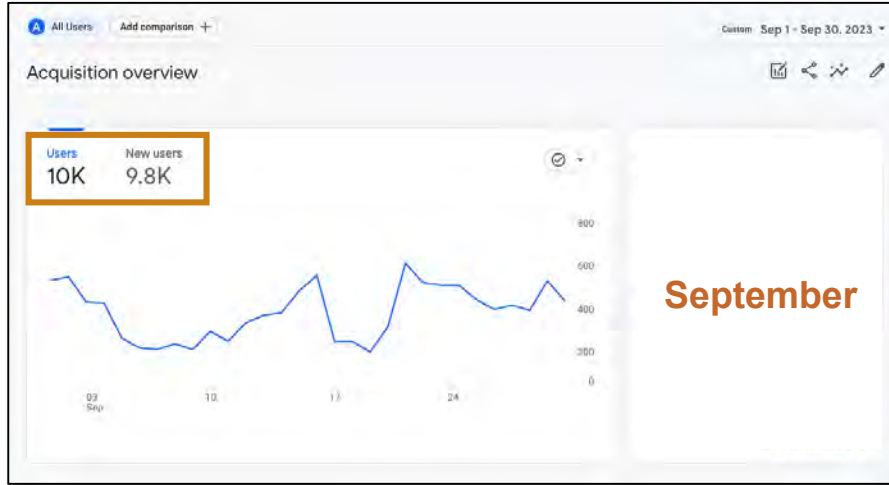 A All Users Add comparison + Custom Sep 1 - Sep 30, 2023
Acquisition overview
Users New users
10K 9.8K
800
600
September
400
200
0
03 10 17 24
Sep